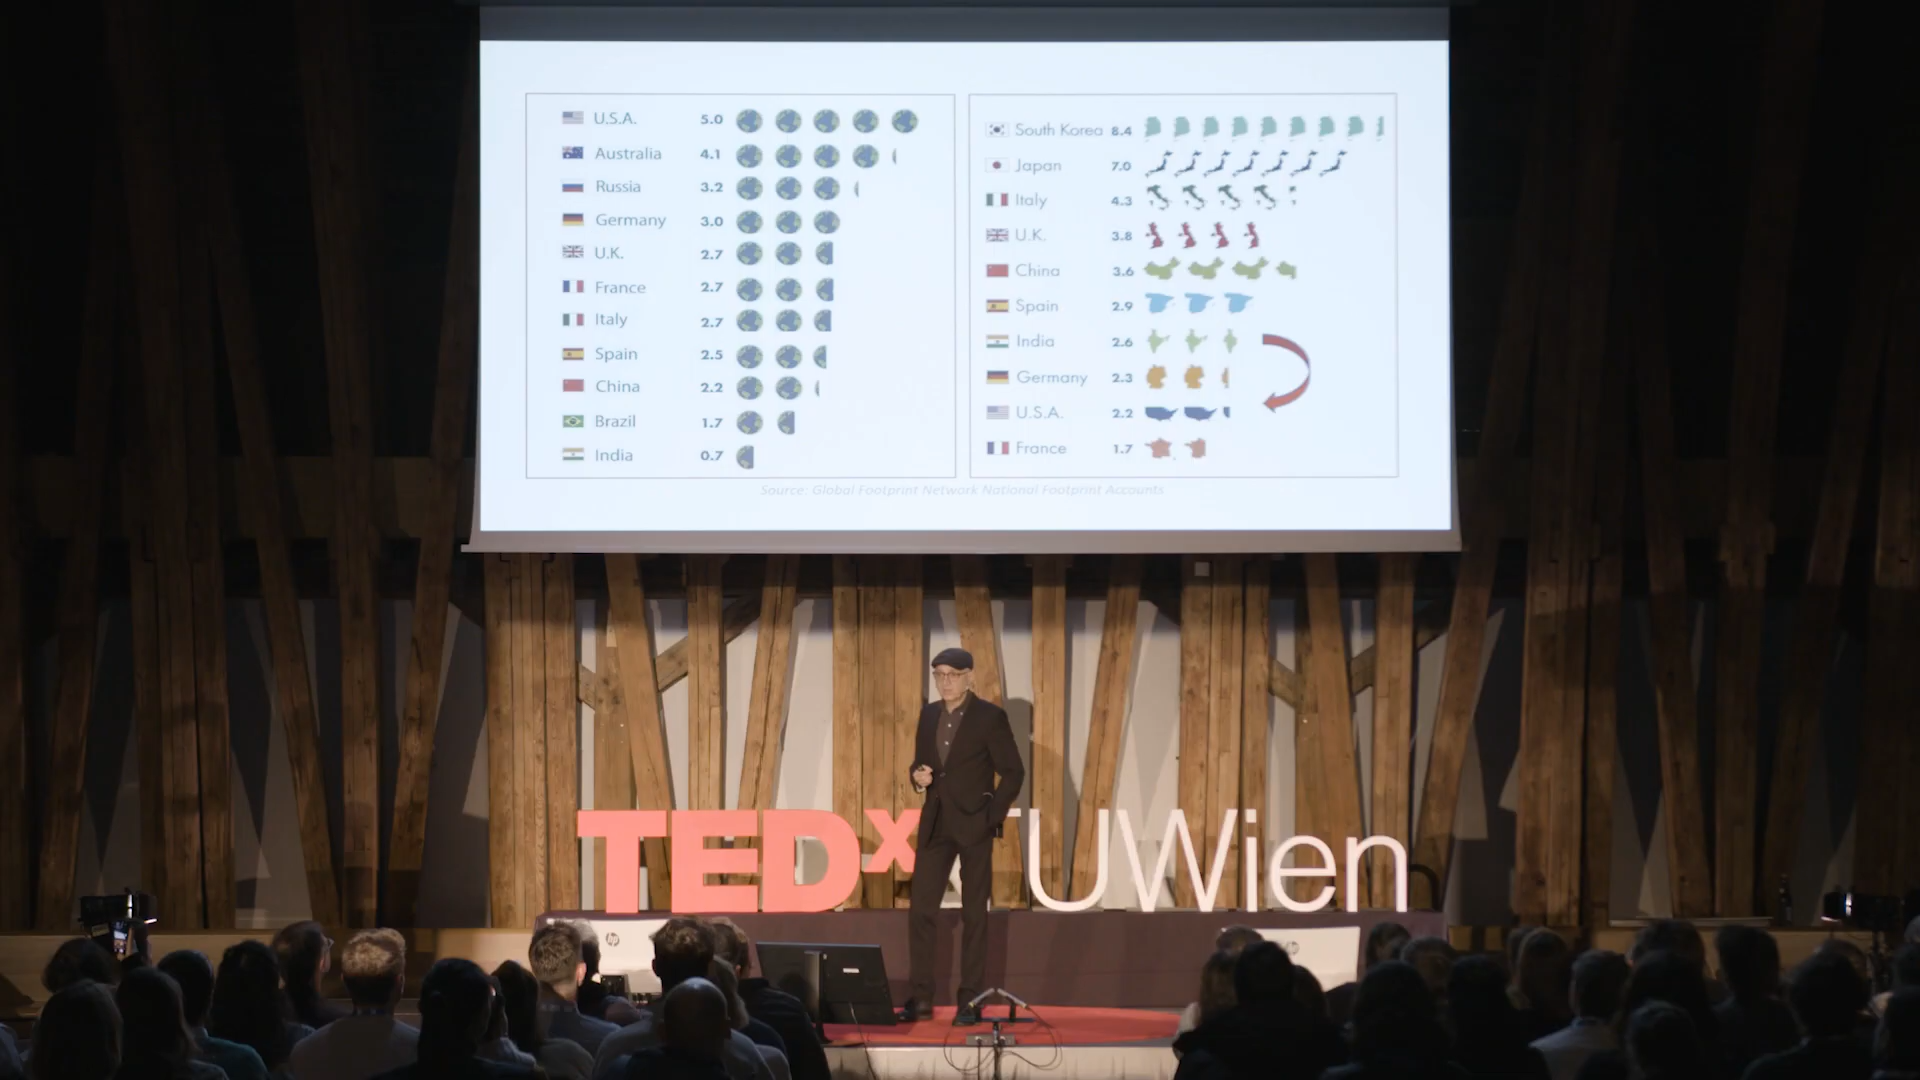 U.S.A. 5.0
Australia 4.1
Russia 3.2
Germany 3.0
U.K. 2.7
France 2.7
Italy 2.7
Spain 2.5
China 2.2
Brazil 1.7
India 0.7
South Korea 8.4
Japan 7.0
Italy 4.3
U.K. 3.8
China 3.6
Spain 2.9
India 2.6
Germany 2.3
U.S.A. 2.2
France 1.7
Source: Global Footprint Network National Footprint Accounts
TEDx TUWien
hp
hp